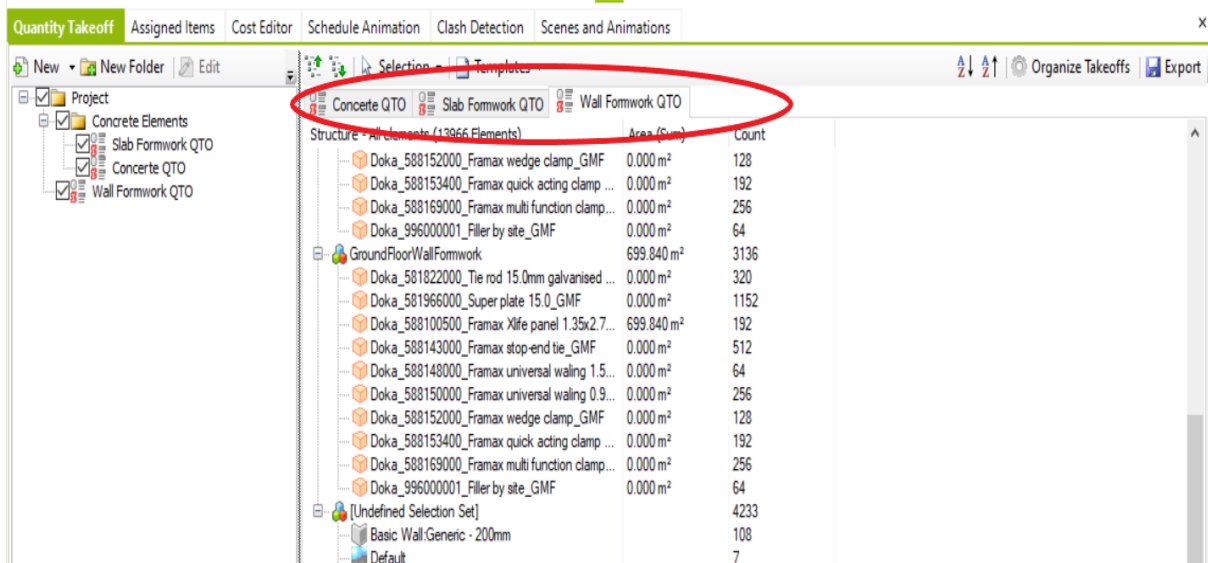 Quantity Takeoff Assigned Items Cost Editor Schedule Animation Clash Detection Scenes and Animations x
New New Folder Edit Selection Templates Organize Takeoffs Export
Project
Concrete Elements
Slab Formwork QTO
Concerte QTO
Wall Formwork QTO
Concerte QTO Slab Formwork QTO Wall Formwork QTO
Structure - All elements (13966 Elements) Area (Sum) Count
Doka_588152000_Framax wedge clamp_GMF 0.000 m² 128
Doka_588153400_Framax quick acting clamp ... 0.000 m² 192
Doka_588169000_Framax multi function clamp... 0.000 m² 256
Doka_996000001_Filler by site_GMF 0.000 m² 64
GroundFloorWallFormwork 699.840 m² 3136
Doka_581822000_Tie rod 15.0mm galvanised ... 0.000 m² 320
Doka_581966000_Super plate 15.0_GMF 0.000 m² 1152
Doka_588100500_Framax Xlife panel 1.35x2.7... 699.840 m² 192
Doka_588143000_Framax stop-end tie_GMF 0.000 m² 512
Doka_588148000_Framax universal waling 1.5... 0.000 m² 64
Doka_588150000_Framax universal waling 0.9... 0.000 m² 256
Doka_588152000_Framax wedge clamp_GMF 0.000 m² 128
Doka_588153400_Framax quick acting clamp ... 0.000 m² 192
Doka_588169000_Framax multi function clamp... 0.000 m² 256
Doka_996000001_Filler by site_GMF 0.000 m² 64
[Undefined Selection Set] 4233
Basic Wall:Generic - 200mm 108
Default 7